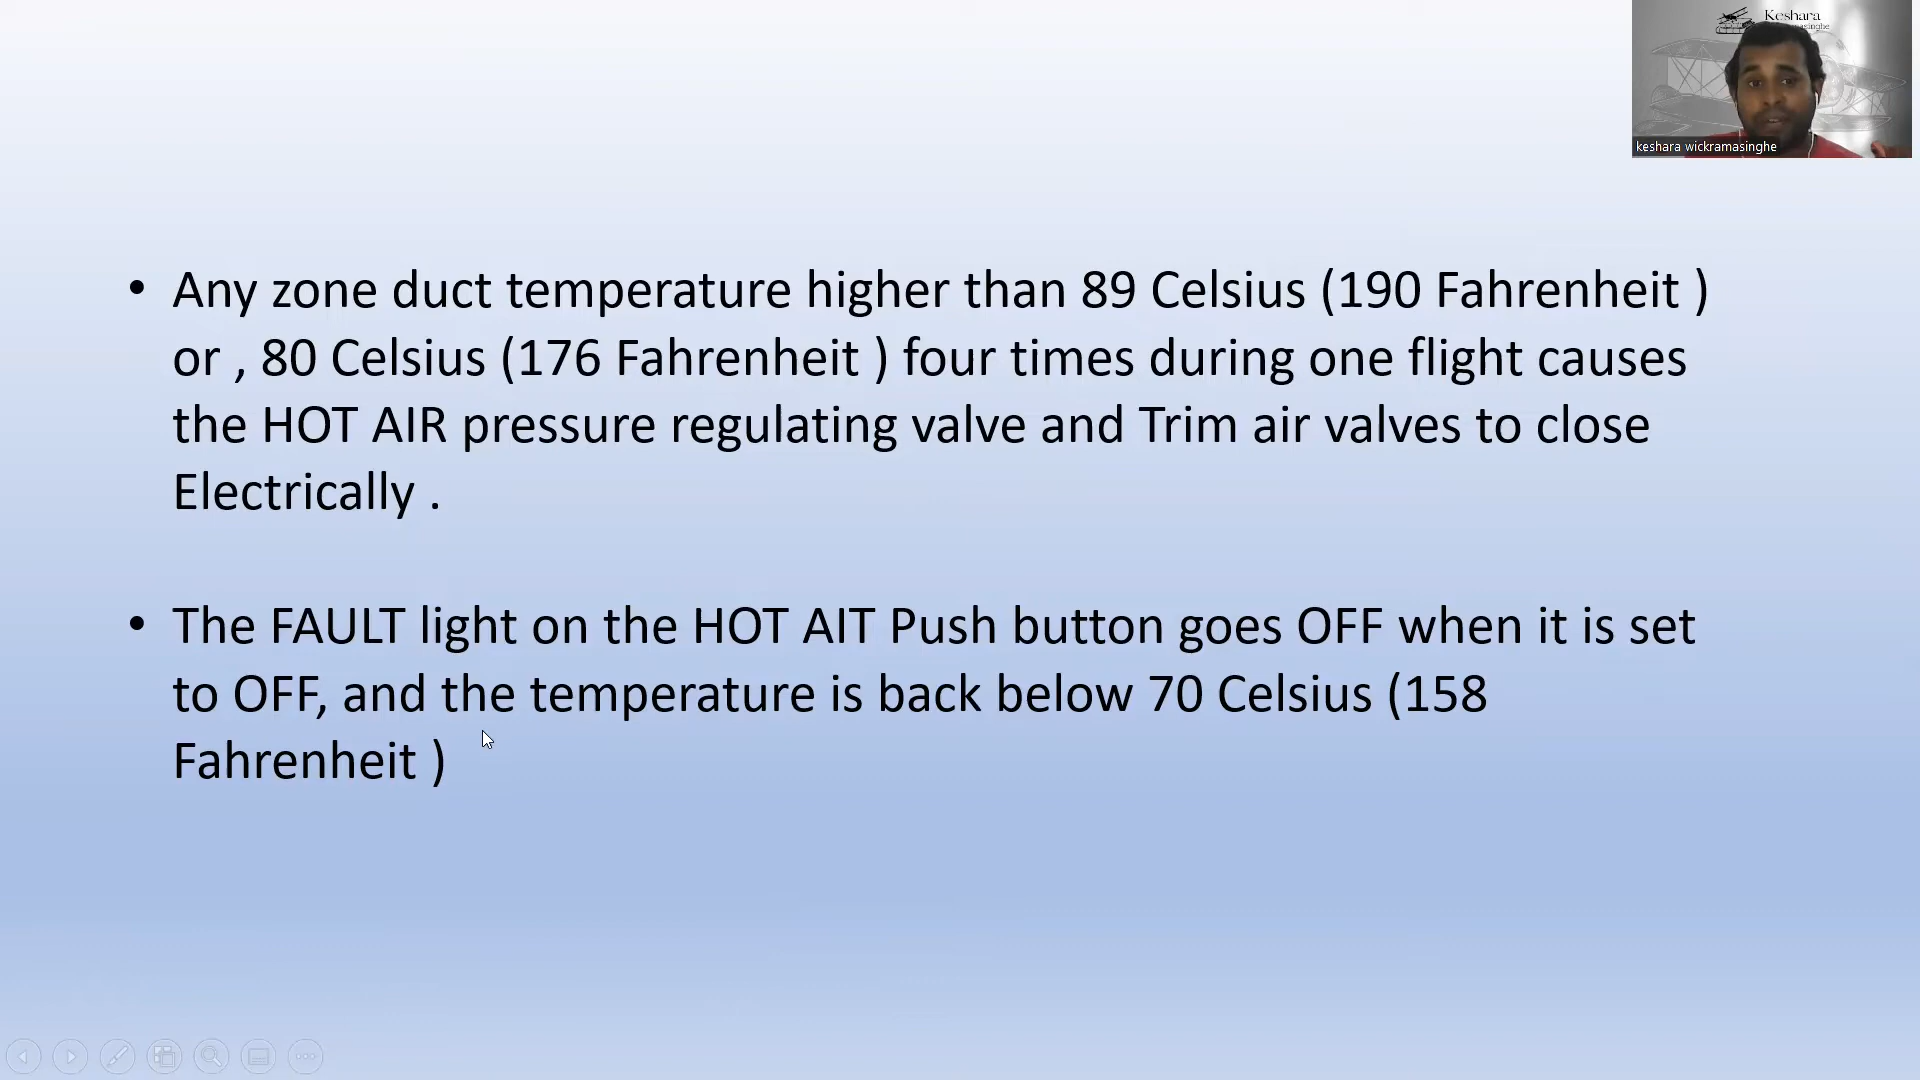 Keshara
• Any zone duct temperature higher than 89 Celsius (190 Fahrenheit )
or , 80 Celsius (176 Fahrenheit ) four times during one flight causes
the HOT AIR pressure regulating valve and Trim air valves to close
Electrically .
• The FAULT light on the HOT AIT Push button goes OFF when it is set
to OFF, and the temperature is back below 70 Celsius (158
Fahrenheit )
keshara wickramasinghe